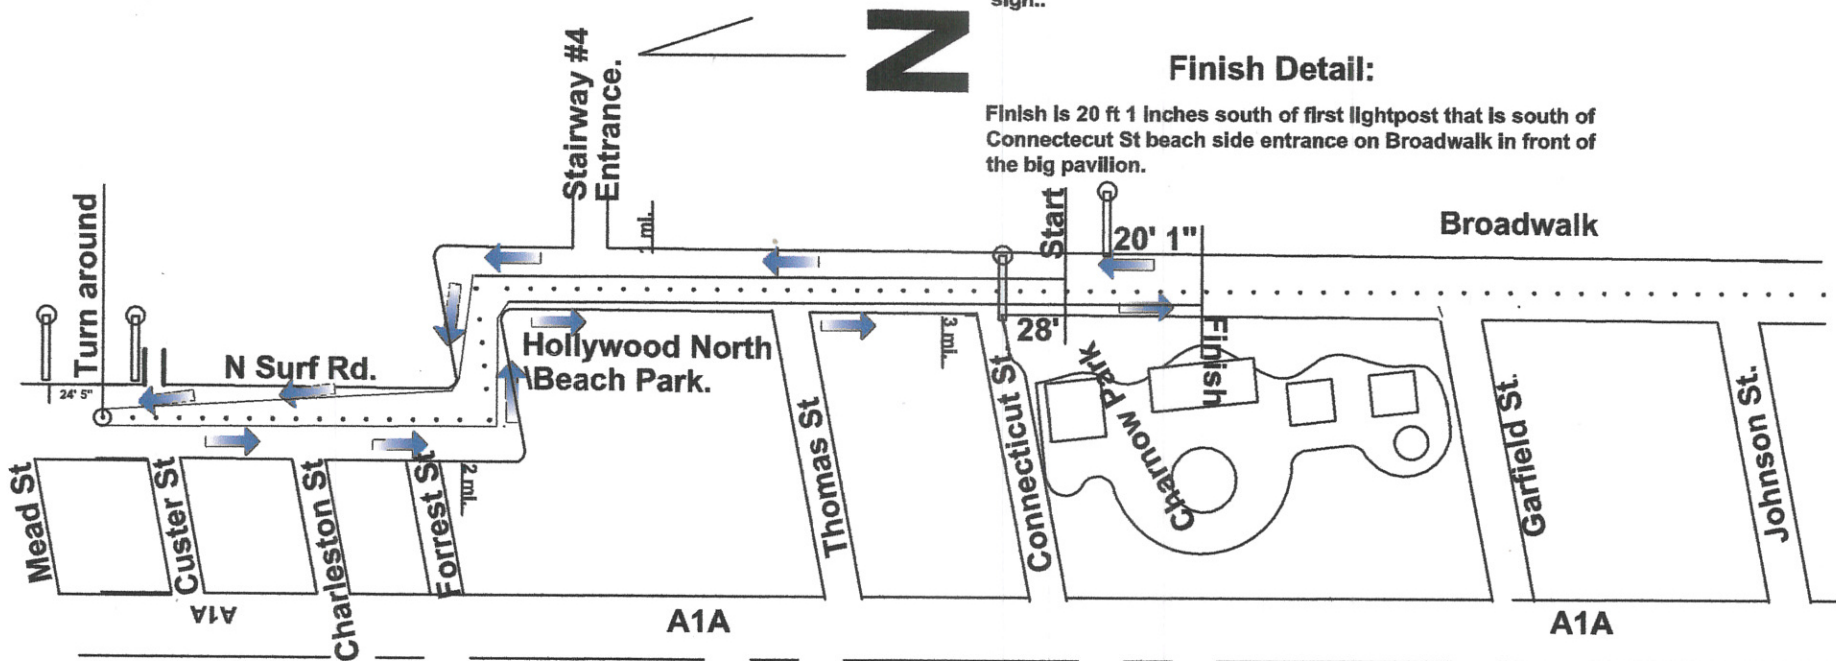 sign..
N
Stairway #4
Entrance.
Finish Detail:
Finish is 20 ft 1 inches south of first lightpost that is south of
Connectecut St beach side entrance on Broadwalk in front of
the big pavilion.
Turn around
1 mi.
Start
20' 1"
Broadwalk
24' 5"
N Surf Rd.
Hollywood North
\Beach Park.
3 mi.
28'
Finish
Charnow Park
Mead St
Custer St
Charleston St
Forrest St
2 mi.
Thomas St
Connecticut St
Garfield St.
Johnson St.
A1A
A1A
A1A